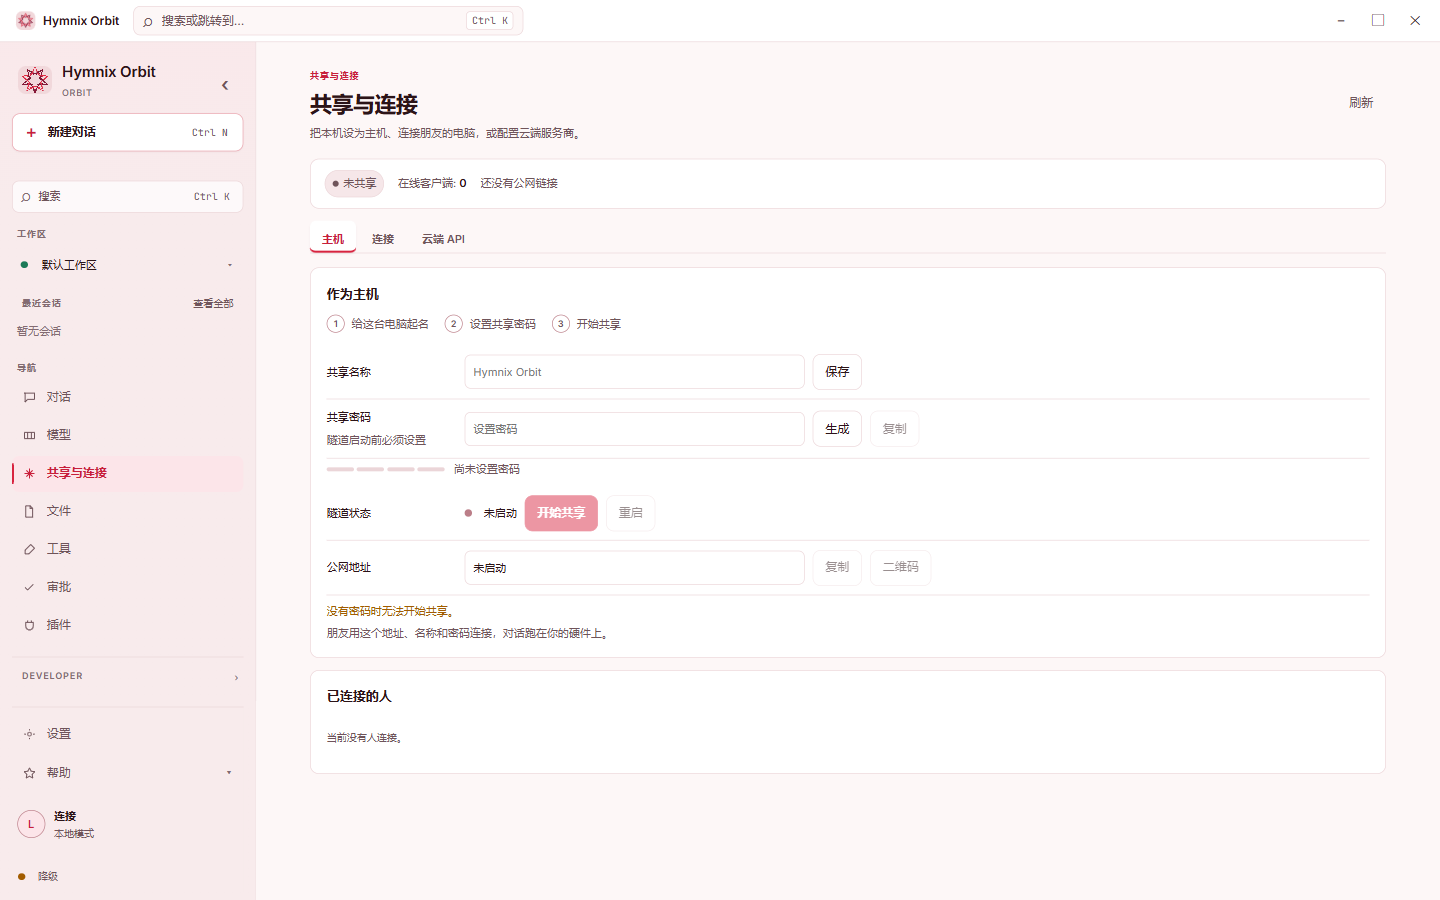 Hymnix Orbit
搜索或跳转到...
Ctrl K
Hymnix Orbit
ORBIT
新建对话
Ctrl N
搜索
Ctrl K
工作区
默认工作区
最近会话
查看全部
暂无会话
导航
对话
模型
共享与连接
文件
工具
审批
插件
DEVELOPER
设置
帮助
L
连接
本地模式
降级
共享与连接
共享与连接
刷新
把本机设为主机、连接朋友的电脑，或配置云端服务商。
未共享
在线客户端: 0
还没有公网链接
主机
连接
云端 API
作为主机
1 给这台电脑起名
2 设置共享密码
3 开始共享
共享名称
Hymnix Orbit
保存
共享密码
隧道启动前必须设置
设置密码
生成
复制
尚未设置密码
隧道状态
未启动
开始共享
重启
公网地址
未启动
复制
二维码
没有密码时无法开始共享。
朋友用这个地址、名称和密码连接，对话跑在你的硬件上。
已连接的人
当前没有人连接。